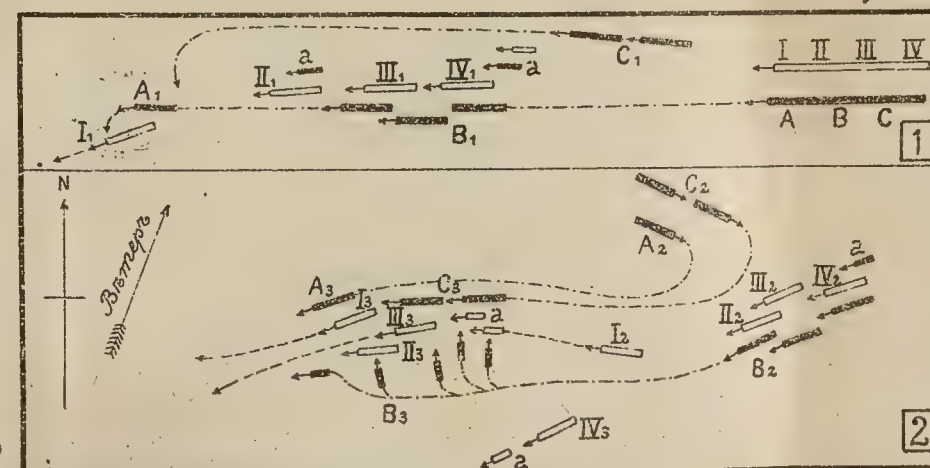 I II III IV
A B C
C₁
a a
II₁ III₁ IV₁
A₁
I₁
B₁
1
N
Вѣтеръ
C₂
A₂
a
III₂ IV₂
A₃ I₃ C₃
II₂
III₃ a
II₃ I₂
B₂
B₃
IV₃
a
2